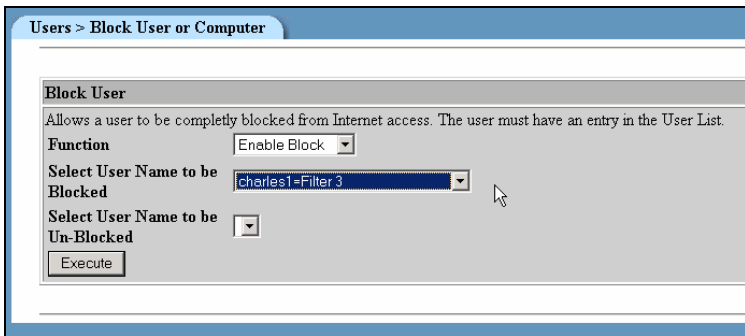 Users > Block User or Computer
Block User
Allows a user to be completly blocked from Internet access. The user must have an entry in the User List.
Function
Enable Block
Select User Name to be
Blocked
charles1=Filter 3
Select User Name to be
Un-Blocked
Execute